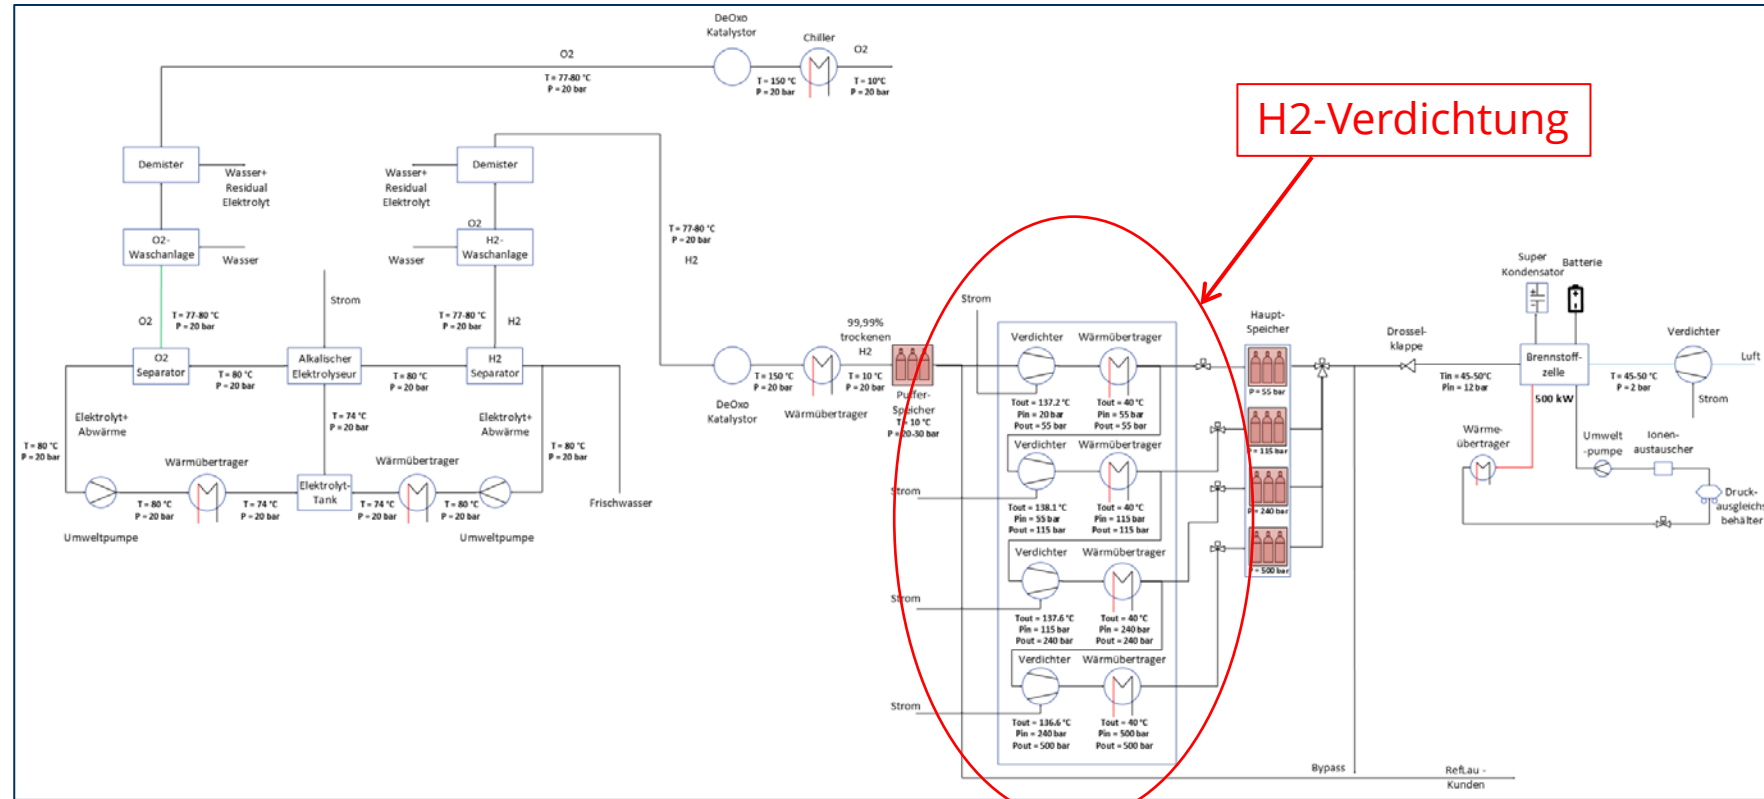 DeOxo
Katalystor
Chiller
O2
O2
T = 77-80 °C
P = 20 bar
T = 150 °C
P = 20 bar
T = 10°C
P = 20 bar
H2-Verdichtung
Demister
Wasser+
Residual
Elektrolyt
Wasser+
Residual
Elektrolyt
Demister
O2
O2-
Waschanlage
Wasser
Wasser
H2-
Waschanlage
T = 77-80 °C
P = 20 bar
H2
Strom
O2
T = 77-80 °C
P = 20 bar
T = 77-80 °C
P = 20 bar
H2
O2
Separator
T = 80 °C
P = 20 bar
Alkalischer
Elektrolyseur
T = 80 °C
P = 20 bar
H2
Separator
Elektrolyt+
Abwärme
T = 74 °C
P = 20 bar
Elektrolyt+
Abwärme
T = 80 °C
P = 20 bar
T = 80 °C
P = 20 bar
Wärmübertrager
Wärmübertrager
Elektrolyt-
Tank
T = 80 °C
P = 20 bar
T = 74 °C
P = 20 bar
T = 74 °C
P = 20 bar
T = 80 °C
P = 20 bar
Umweltpumpe
Umweltpumpe
Frischwasser
DeOxo
Katalystor
T = 150 °C
P = 20 bar
Wärmübertrager
99,99%
trockenen
H2
T = 10 °C
P = 20 bar
Puffer-
Speicher
T = 10 °C
P = 20-30 bar
Strom
Verdichter
Wärmübertrager
Tout = 137.2 °C
Pin = 20 bar
Pout = 55 bar
Tout = 40 °C
Pin = 55 bar
Pout = 55 bar
Verdichter
Wärmübertrager
Strom
Tout = 138.1 °C
Pin = 55 bar
Pout = 115 bar
Tout = 40°C
Pin = 115 bar
Pout = 115 bar
Verdichter
Wärmübertrager
Strom
Tout = 137.6 °C
Pin = 115 bar
Pout = 240 bar
Tout = 40 °C
Pin = 240 bar
Pout = 240 bar
Verdichter
Wärmübertrager
Strom
Tout = 136.6 °C
Pin = 240 bar
Pout = 500 bar
Tout = 40 °C
Pin = 500 bar
Pout = 500 bar
Haupt-
Speicher
P = 55 bar
P = 115 bar
P = 240 bar
P = 500 bar
Drossel-
klappe
Super
Kondensator
Batterie
Verdichter
Luft
Tin = 45-50°C
Pin = 12 bar
Brennstoff-
zelle
500 kW
T = 45-50 °C
P = 2 bar
Strom
Wärme-
übertrager
Umwelt
-pumpe
Ionen-
austauscher
Druck-
ausgleichs
behälter
Bypass
RefLau -
Kunden